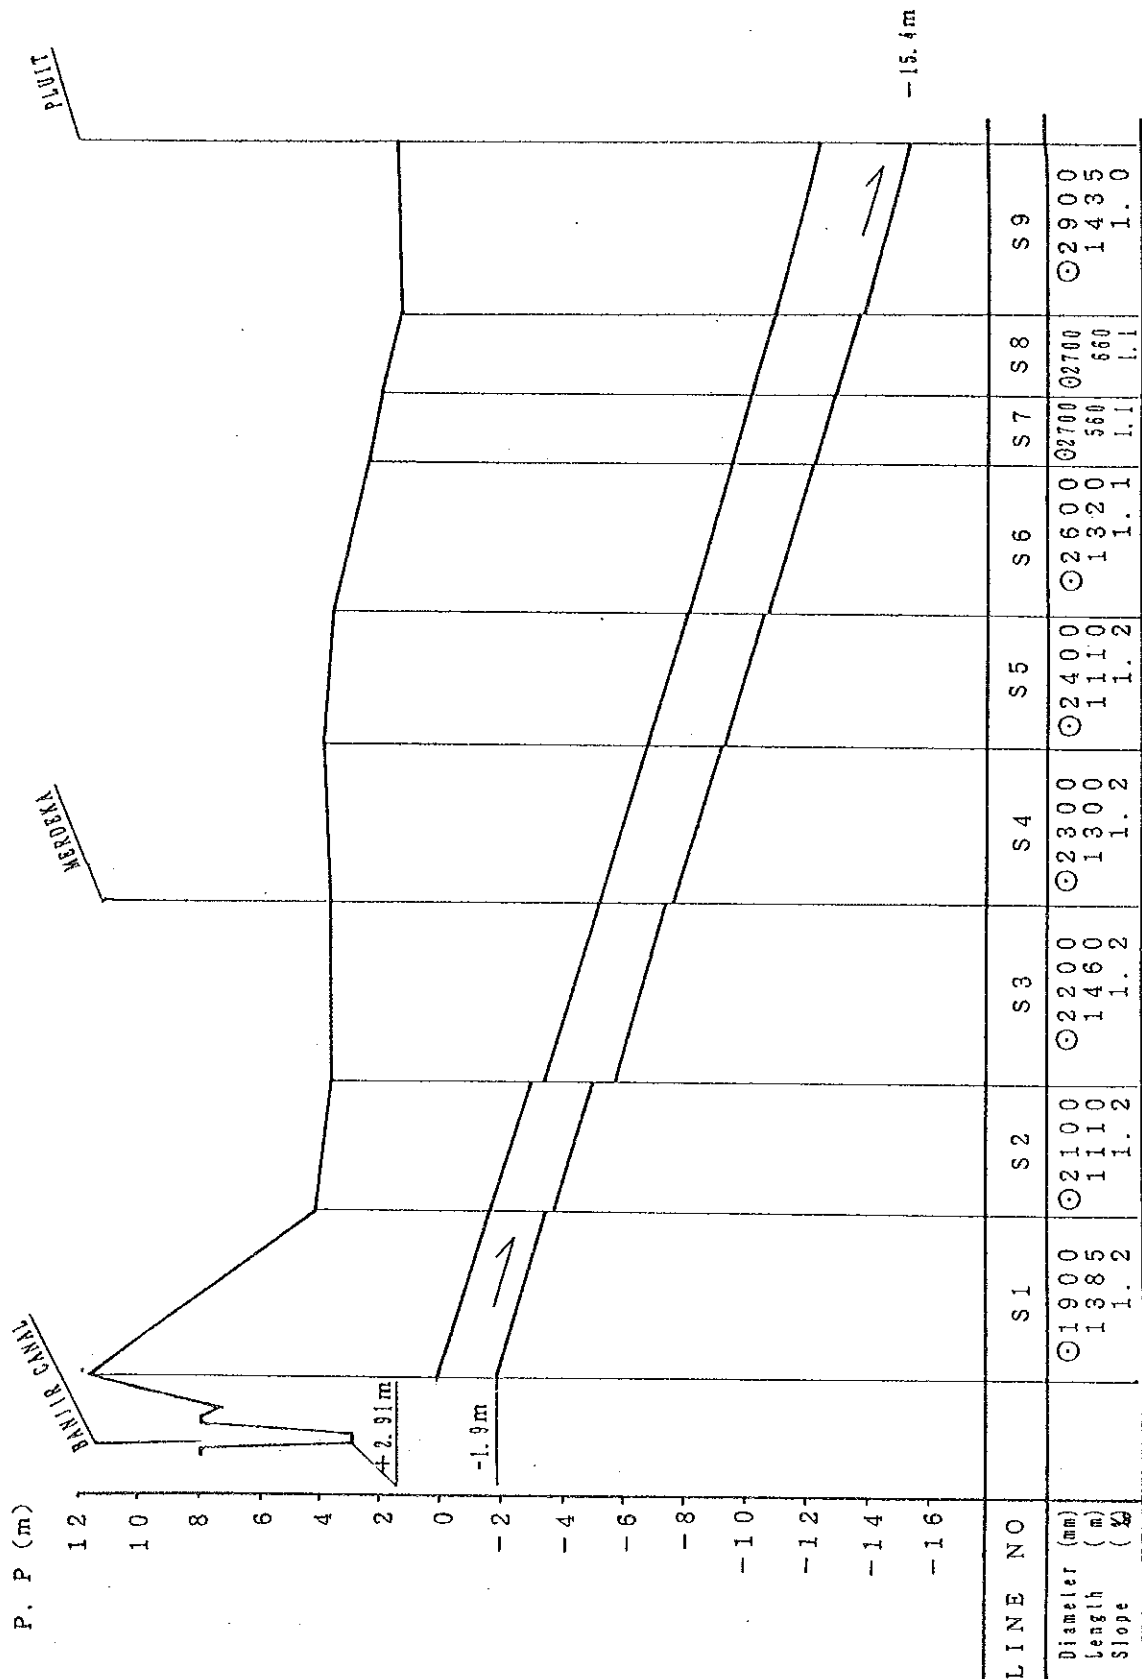 P. P (m)
12
10
8
6
4
2
0
-2
-4
-6
-8
-10
-12
-14
-16
BANJIR CANAL
MERDEKA
PLUIT
+2.91m
-1.9m
-15.4m
LINE NO S1 S2 S3 S4 S5 S6 S7 S8 S9
Diameter (mm) ⊙1900 ⊙2100 ⊙2200 ⊙2300 ⊙2400 ⊙2600 ⊙2700 ⊙2700 ⊙2900
Length (m) 1385 1110 1460 1300 1110 1320 560 660 1435
Slope (‰) 1.2 1.2 1.2 1.2 1.2 1.1 1.1 1.1 1.0